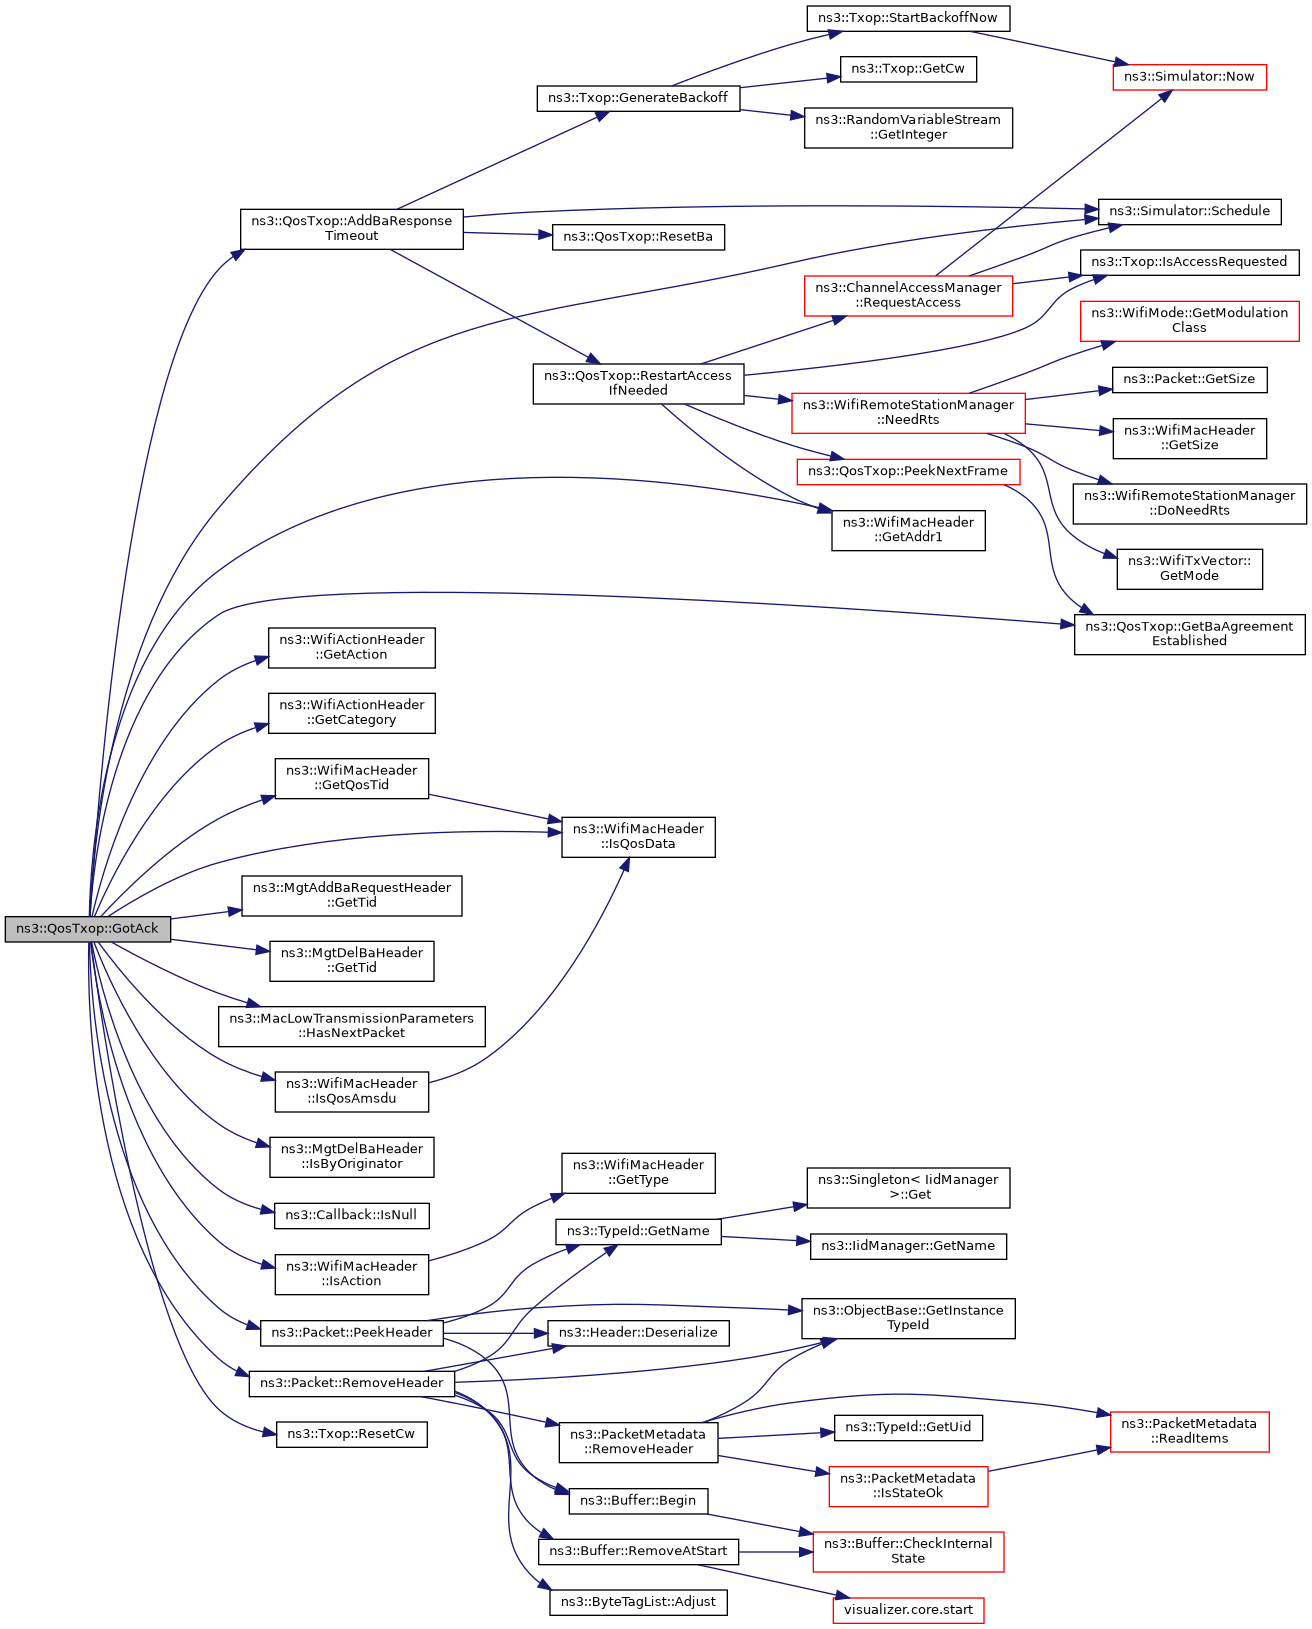 ns3::Txop::StartBackoffNow
ns3::Txop::GetCw
ns3::Simulator::Now
ns3::Txop::GenerateBackoff
ns3::RandomVariableStream
::GetInteger
ns3::QosTxop::AddBaResponse
Timeout
ns3::Simulator::Schedule
ns3::QosTxop::ResetBa
ns3::Txop::IsAccessRequested
ns3::ChannelAccessManager
::RequestAccess
ns3::WifiMode::GetModulation
Class
ns3::QosTxop::RestartAccess
IfNeeded
ns3::Packet::GetSize
ns3::WifiRemoteStationManager
::NeedRts
ns3::WifiMacHeader
::GetSize
ns3::QosTxop::PeekNextFrame
ns3::WifiRemoteStationManager
::DoNeedRts
ns3::WifiMacHeader
::GetAddr1
ns3::WifiTxVector::
GetMode
ns3::QosTxop::GetBaAgreement
Established
ns3::WifiActionHeader
::GetAction
ns3::WifiActionHeader
::GetCategory
ns3::WifiMacHeader
::GetQosTid
ns3::WifiMacHeader
::IsQosData
ns3::MgtAddBaRequestHeader
::GetTid
ns3::QosTxop::GotAck
ns3::MgtDelBaHeader
::GetTid
ns3::MacLowTransmissionParameters
::HasNextPacket
ns3::WifiMacHeader
::IsQosAmsdu
ns3::MgtDelBaHeader
::IsByOriginator
ns3::WifiMacHeader
::GetType
ns3::Singleton< IidManager
>::Get
ns3::Callback::IsNull
ns3::TypeId::GetName
ns3::IidManager::GetName
ns3::WifiMacHeader
::IsAction
ns3::ObjectBase::GetInstance
TypeId
ns3::Packet::PeekHeader
ns3::Header::Deserialize
ns3::Packet::RemoveHeader
ns3::Txop::ResetCw
ns3::PacketMetadata
::RemoveHeader
ns3::TypeId::GetUid
ns3::PacketMetadata
::ReadItems
ns3::PacketMetadata
::IsStateOk
ns3::Buffer::Begin
ns3::Buffer::CheckInternal
State
ns3::Buffer::RemoveAtStart
ns3::ByteTagList::Adjust
visualizer.core.start